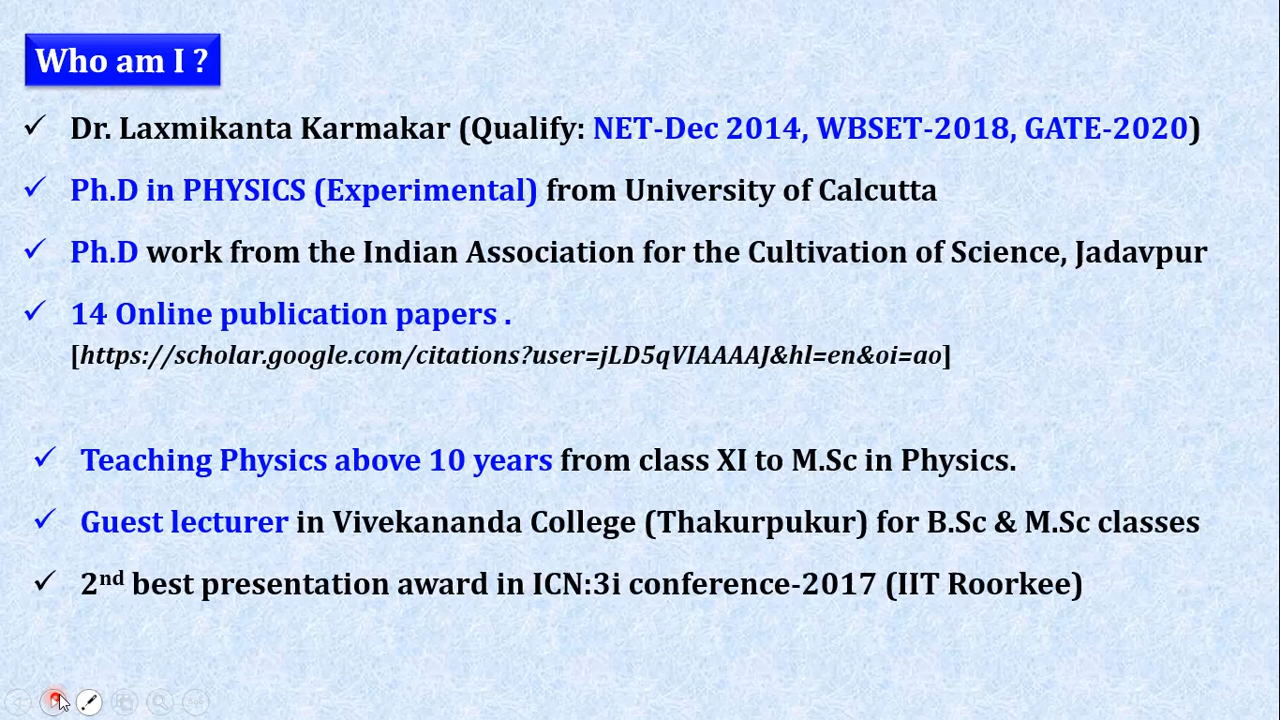 Who am I ?
Dr. Laxmikanta Karmakar (Qualify: NET-Dec 2014, WBSET-2018, GATE-2020)
Ph.D in PHYSICS (Experimental) from University of Calcutta
Ph.D work from the Indian Association for the Cultivation of Science, Jadavpur
14 Online publication papers .
[https://scholar.google.com/citations?user=jLD5qVIAAAAJ&hl=en&oi=ao]
Teaching Physics above 10 years from class XI to M.Sc in Physics.
Guest lecturer in Vivekananda College (Thakurpukur) for B.Sc & M.Sc classes
2nd best presentation award in ICN:3i conference-2017 (IIT Roorkee)